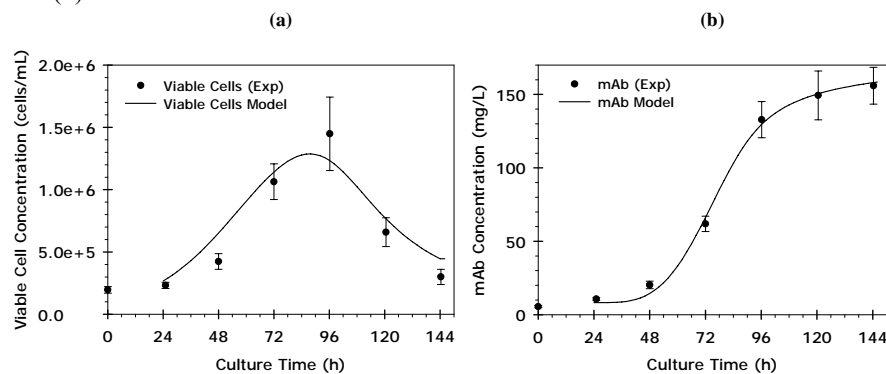 (a)
(b)
Viable Cell Concentration (cells/mL)
2.0e+6
1.5e+6
1.0e+6
5.0e+5
0.0
Viable Cells (Exp)
Viable Cells Model
0 24 48 72 96 120 144
Culture Time (h)
mAb Concentration (mg/L)
150
100
50
0
mAb (Exp)
mAb Model
0 24 48 72 96 120 144
Culture Time (h)